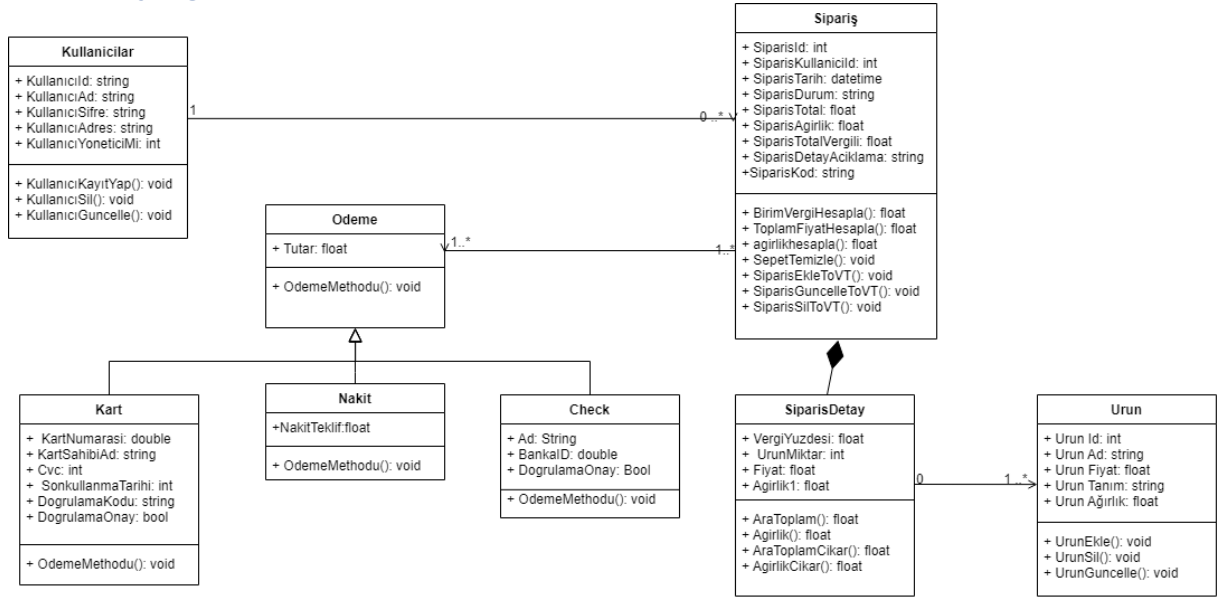 Kullanicilar
+ KullanıcıId: string
+ KullanıcıAd: string
+ KullanıcıSifre: string
+ KullanıcıAdres: string
+ KullanıcıYoneticiMi: int
+ KullanıcıKayıtYap(): void
+ KullanıcıSil(): void
+ KullanıcıGuncelle(): void
1
0 ..*
Sipariş
+ SiparisId: int
+ SiparisKullaniciId: int
+ SiparisTarih: datetime
+ SiparisDurum: string
+ SiparisTotal: float
+ SiparisAgirlik: float
+ SiparisTotalVergili: float
+ SiparisDetayAciklama: string
+SiparisKod: string
+ BirimVergiHesapla(): float
+ ToplamFiyatHesapla(): float
+ agirlikhesapla(): float
+ SepetTemizle(): void
+ SiparisEkleToVT(): void
+ SiparisGuncelleToVT(): void
+ SiparisSilToVT(): void
Odeme
+ Tutar: float
+ OdemeMethodu(): void
1..*
1..*
Kart
+ KartNumarasi: double
+ KartSahibiAd: string
+ Cvc: int
+ SonkullanmaTarihi: int
+ DogrulamaKodu: string
+ DogrulamaOnay: bool
+ OdemeMethodu(): void
Nakit
+NakitTeklif:float
+ OdemeMethodu(): void
Check
+ Ad: String
+ BankaID: double
+ DogrulamaOnay: Bool
+ OdemeMethodu(): void
SiparisDetay
+ VergiYuzdesi: float
+ UrunMiktar: int
+ Fiyat: float
+ Agirlik1: float
+ AraToplam(): float
+ Agirlik(): float
+ AraToplamCikar(): float
+ AgirlikCikar(): float
0
1..*
Urun
+ Urun Id: int
+ Urun Ad: string
+ Urun Fiyat: float
+ Urun Tanım: string
+ Urun Ağırlık: float
+ UrunEkle(): void
+ UrunSil(): void
+ UrunGuncelle(): void